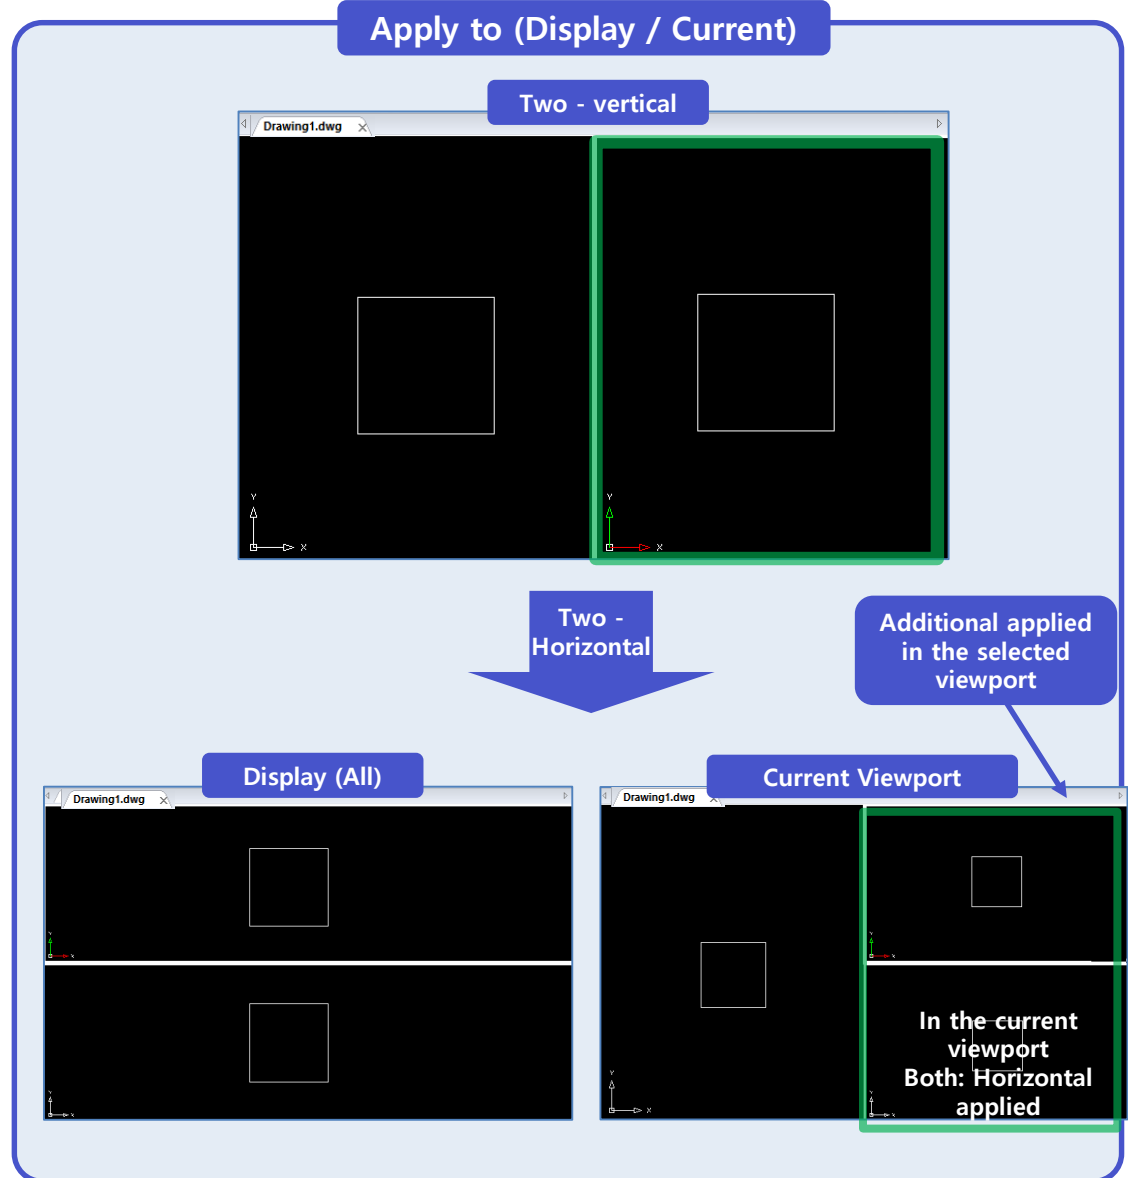 Apply to (Display / Current)
Two - vertical
Drawing1.dwg
Y
X
Y
X
Two -
Horizontal
Additional applied
in the selected
viewport
Display (All)
Drawing1.dwg
Y
X
Y
X
Current Viewport
Drawing1.dwg
Y
X
Y
X
In the current
viewport
Both: Horizontal
applied
Y
X